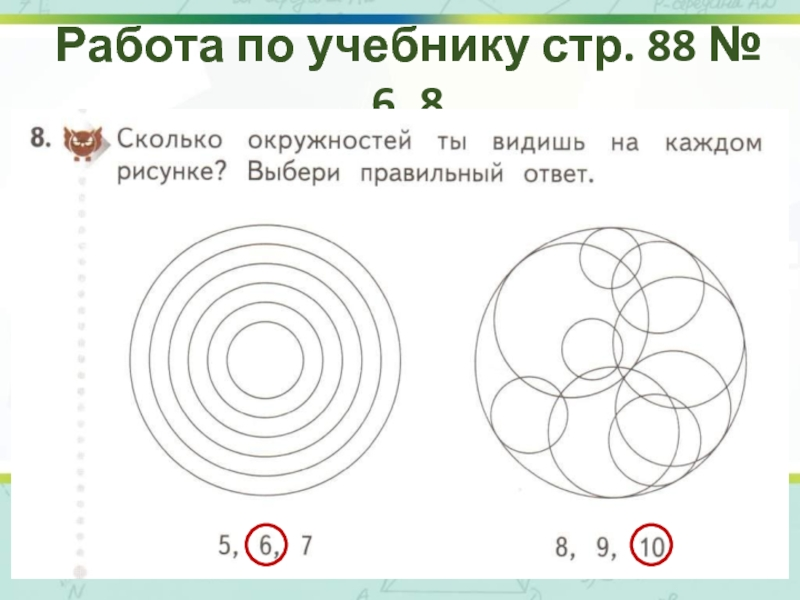 Работа по учебнику стр. 88 №
6, 8
8. Сколько окружностей ты видишь на каждом
рисунке? Выбери правильный ответ.
5, 6, 7
8, 9, 10